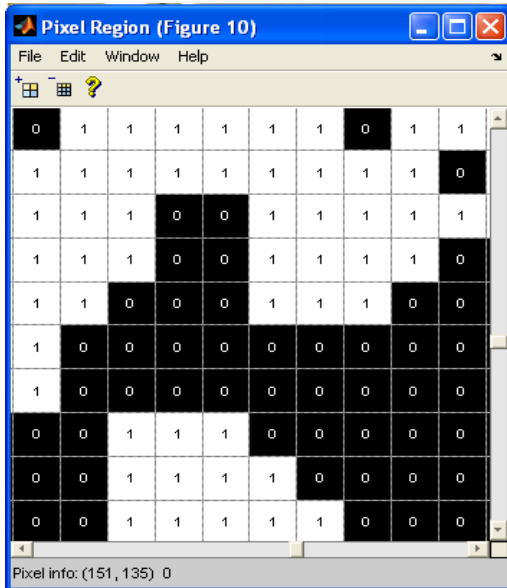 Pixel Region (Figure 10)
File Edit Window Help
0 1 1 1 1 1 1 0 1 1
1 1 1 1 1 1 1 1 1 0
1 1 1 0 0 1 1 1 1 1
1 1 1 0 0 1 1 1 1 0
1 1 0 0 0 1 1 1 0 0
1 0 0 0 0 0 0 0 0 0
1 0 0 0 0 0 0 0 0 0
0 0 1 1 1 0 0 0 0 0
0 0 1 1 1 1 0 0 0 0
0 0 1 1 1 1 1 0 0 0
Pixel info: (151, 135) 0